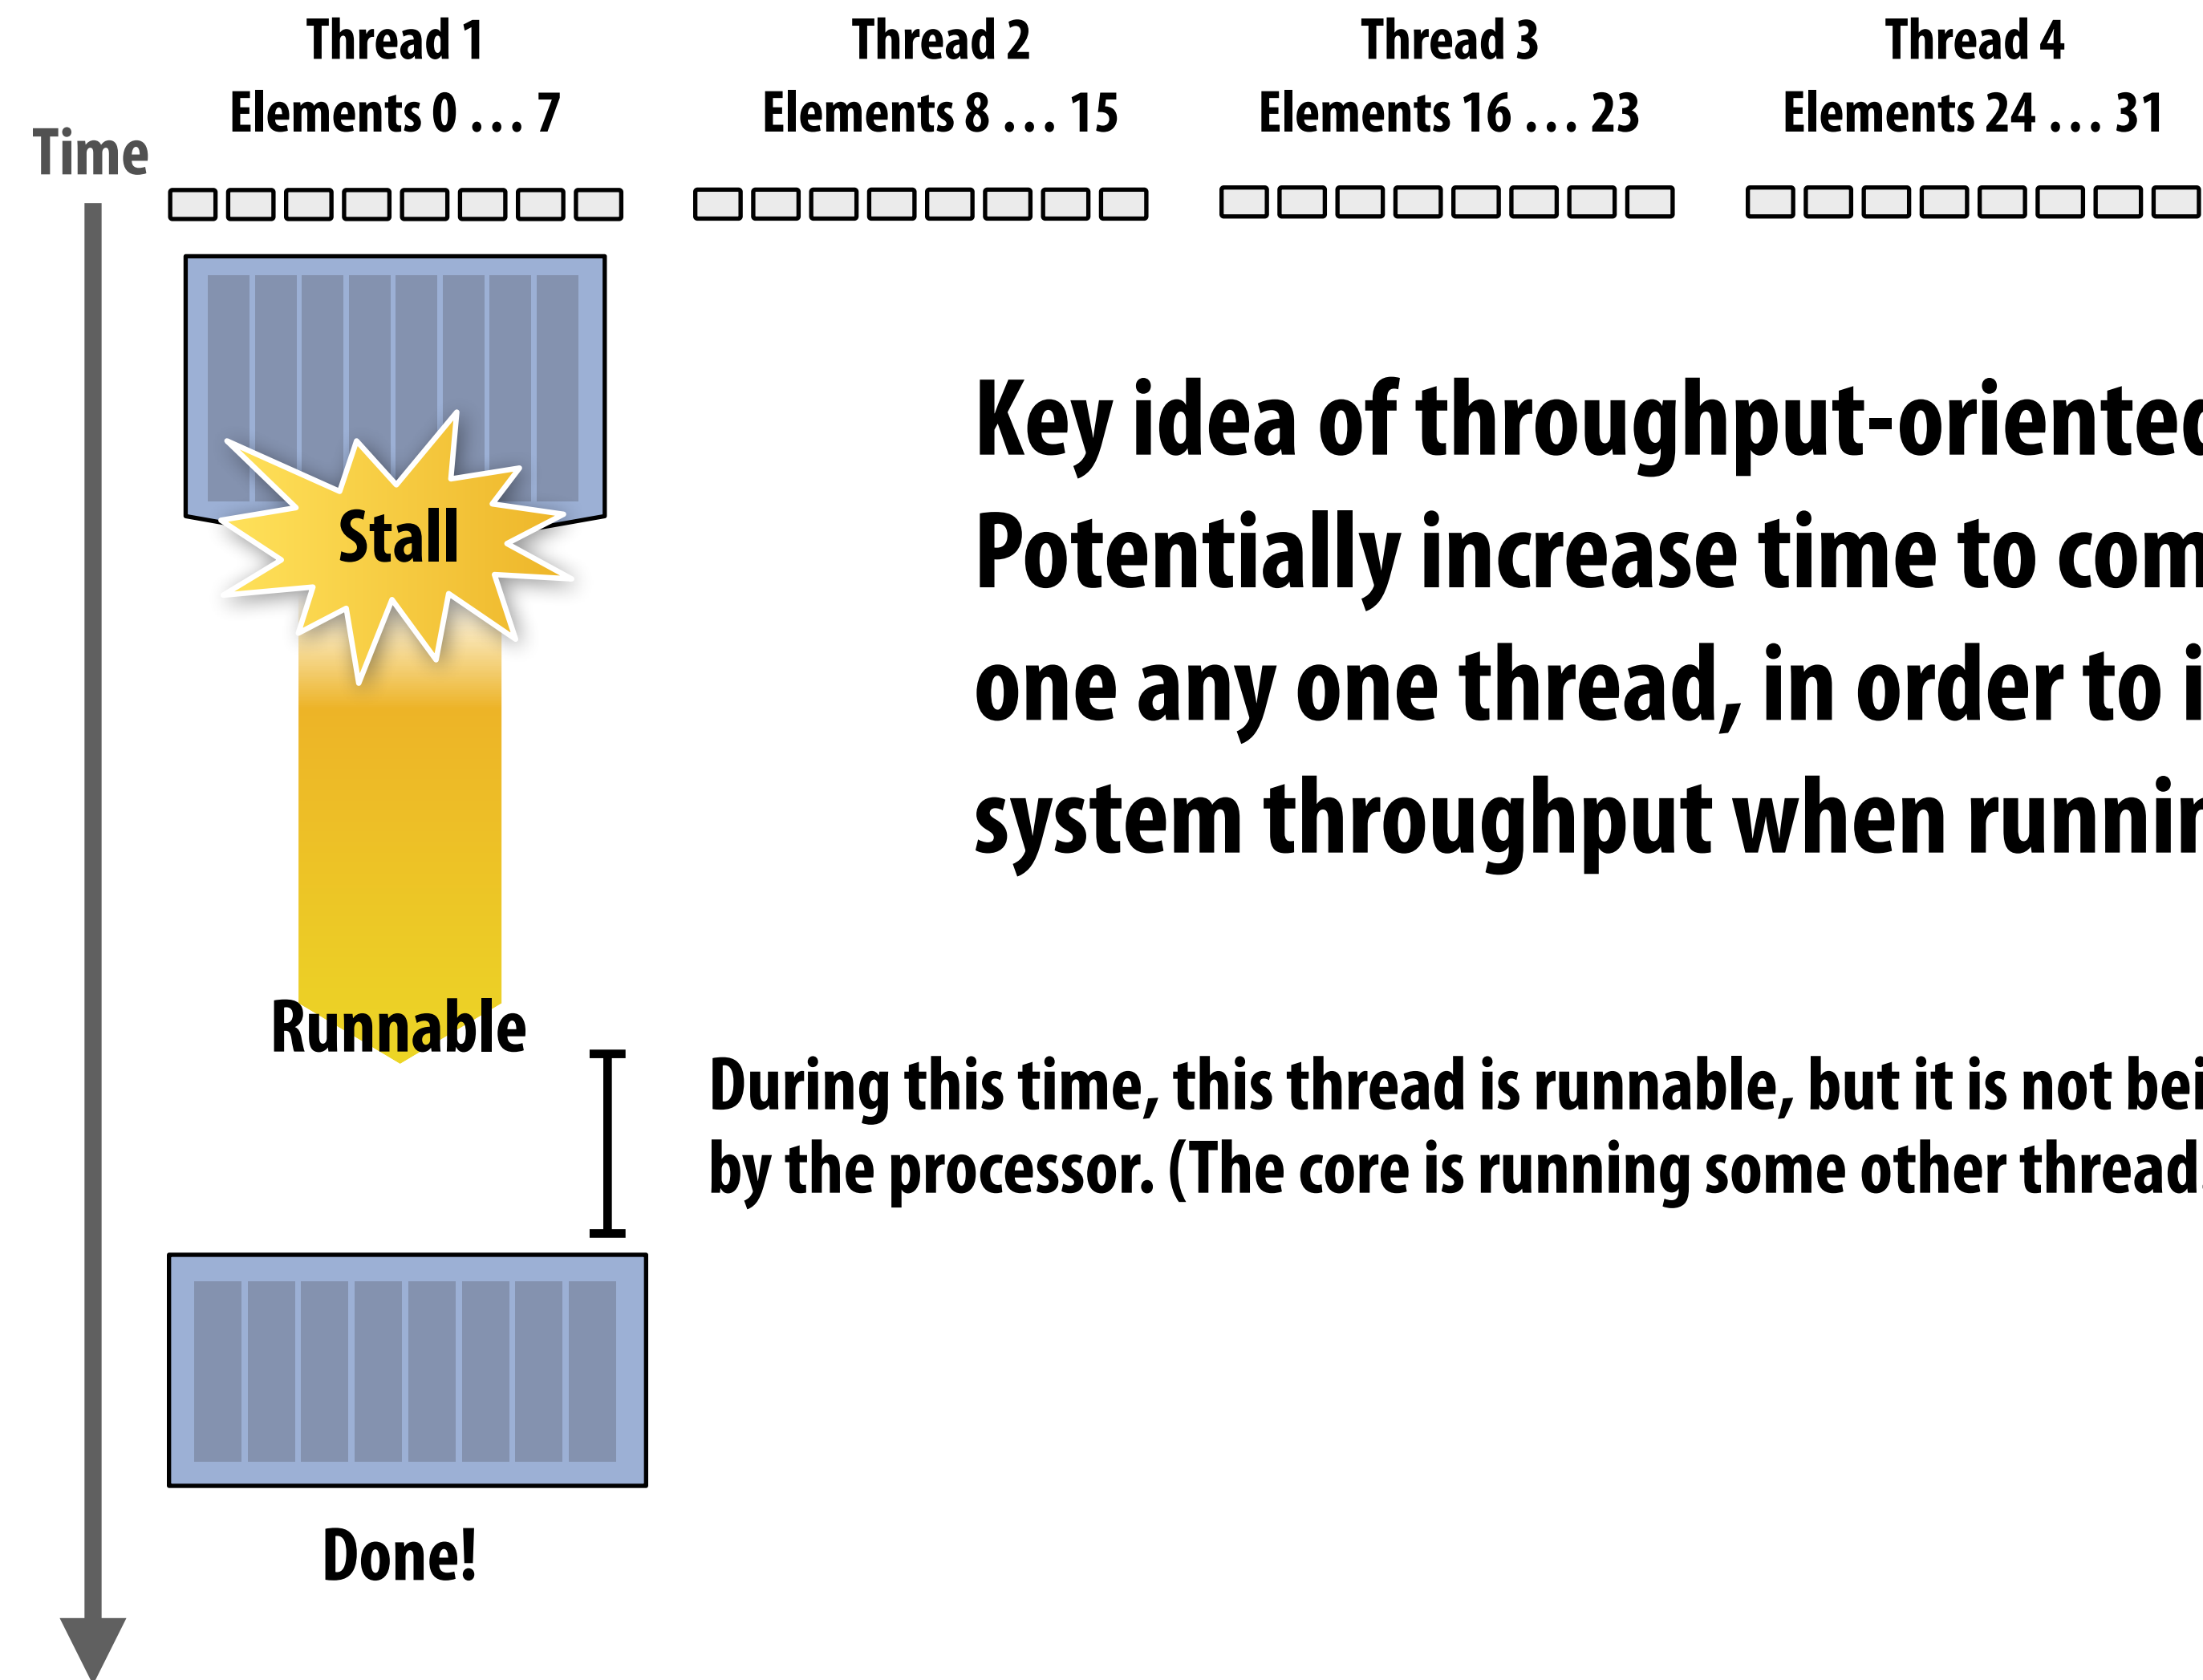 Thread 1
Elements 0 … 7
Thread 2
Elements 8 … 15
Thread 3
Elements 16 … 23
Thread 4
Elements 24 … 31
Time
Stall
Key idea of throughput-oriented
Potentially increase time to com
one any one thread, in order to i
system throughput when runnin
Runnable
During this time, this thread is runnable, but it is not bei
by the processor. (The core is running some other thread.
Done!